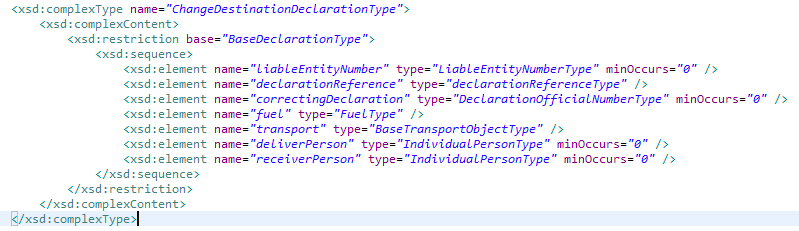 <xsd:complexType name="ChangeDestinationDeclarationType">
<xsd:complexContent>
<xsd:restriction base="BaseDeclarationType">
<xsd:sequence>
<xsd:element name="liableEntityNumber" type="LiableEntityNumberType" minOccurs="0" />
<xsd:element name="declarationReference" type="declarationReferenceType" />
<xsd:element name="correctingDeclaration" type="DeclarationOfficialNumberType" minOccurs="0" />
<xsd:element name="fuel" type="FuelType" />
<xsd:element name="transport" type="BaseTransportObjectType" />
<xsd:element name="deliverPerson" type="IndividualPersonType" minOccurs="0" />
<xsd:element name="receiverPerson" type="IndividualPersonType" minOccurs="0" />
</xsd:sequence>
</xsd:restriction>
</xsd:complexContent>
</xsd:complexType>